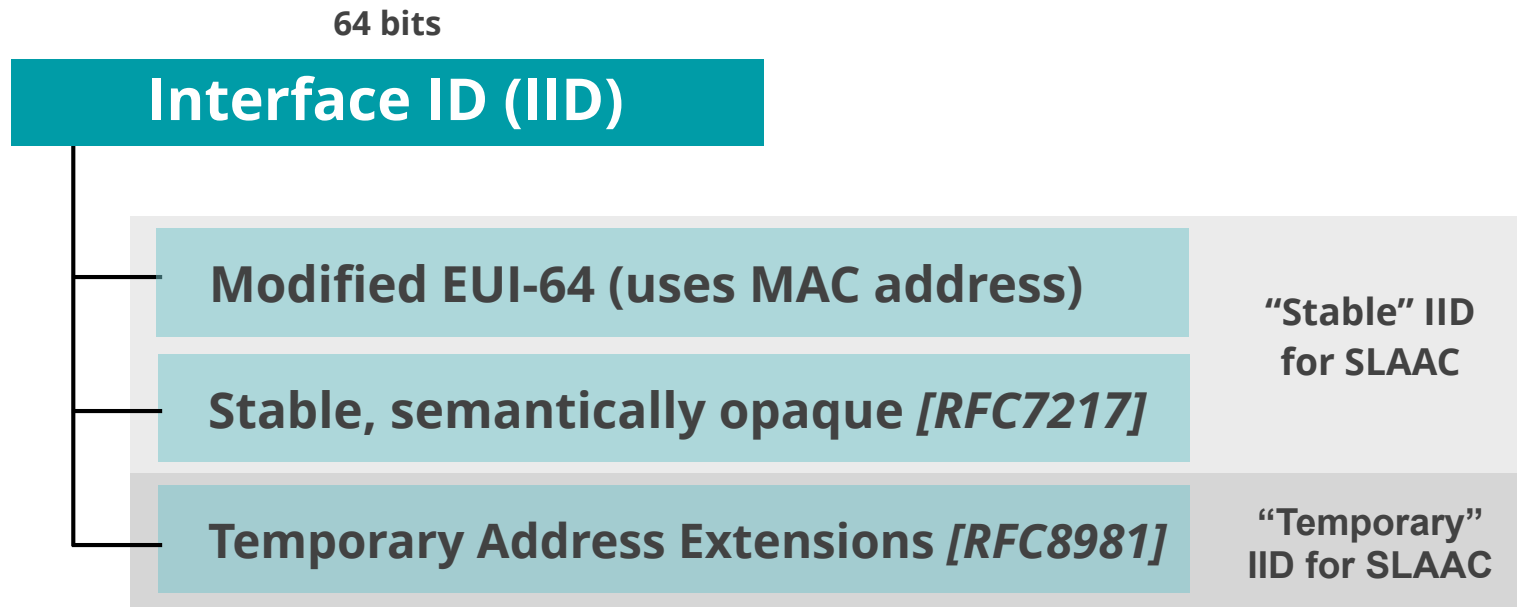 64 bits
Interface ID (IID)
Modified EUI-64 (uses MAC address)
“Stable” IID
for SLAAC
Stable, semantically opaque [RFC7217]
Temporary Address Extensions [RFC8981]
“Temporary”
IID for SLAAC